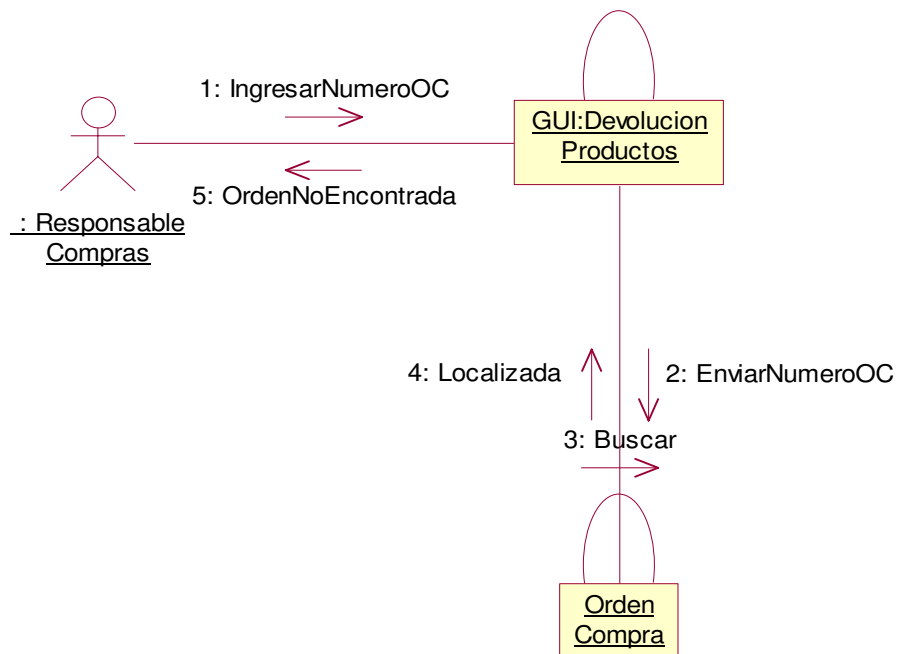 1: IngresarNumeroOC
GUI:Devolucion
Productos
5: OrdenNoEncontrada
_: Responsable
Compras
4: Localizada
2: EnviarNumeroOC
3: Buscar
Orden
Compra